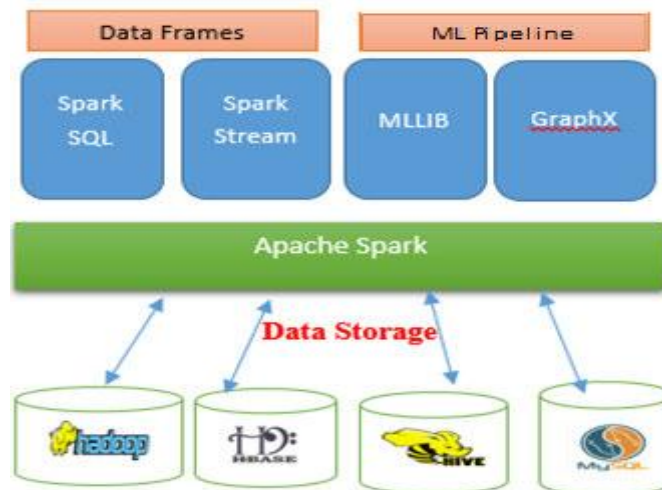 Data Frames
ML Pipeline
Spark
SQL
Spark
Stream
MLLIB
GraphX
Apache Spark
Data Storage
hadoop
HBASE
HIVE
MySQL